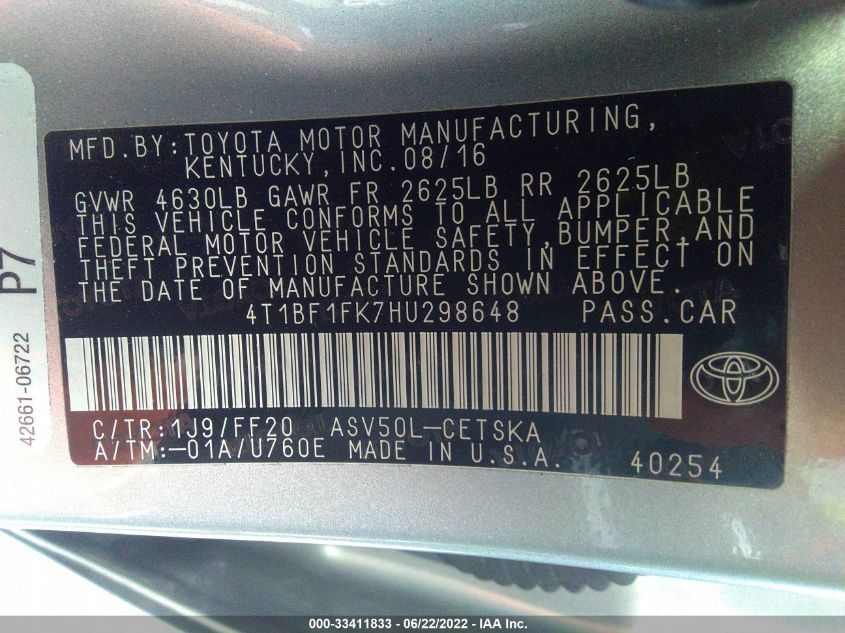 MFD. BY: TOYOTA MOTOR MANUFACTURING,
KENTUCKY, INC. 08/16
GVWR 4630LB GAWR FR 2625LB RR 2625LB
THIS VEHICLE CONFORMS TO ALL APPLICABLE
FEDERAL MOTOR VEHICLE SAFETY, BUMPER, AND
THEFT PREVENTION STANDARDS IN EFFECT ON
THE DATE OF MANUFACTURE SHOWN ABOVE.
4T1BF1FK7HU298648 PASS. CAR
C/TR: 1J9/FF20 ASV50L-CETSKA
A/TM: -01A/U760E MADE IN U.S.A. 40254
P7
42661-06722
000-33411833 - 06/22/2022 - IAA Inc.